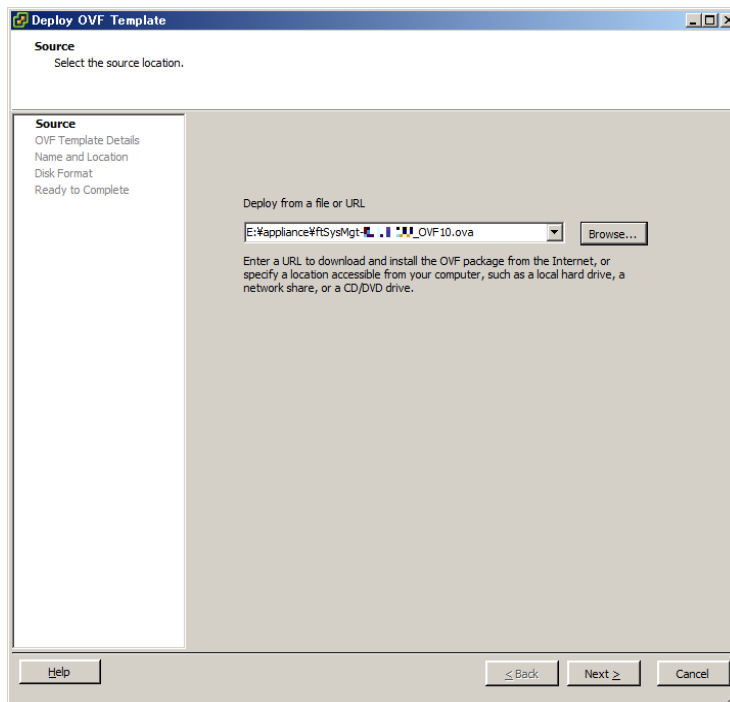 Deploy OVF Template
Source
Select the source location.
Source
OVF Template Details
Name and Location
Disk Format
Ready to Complete
Deploy from a file or URL
E:¥appliance¥ftSysMgt-_OVF10.ova
Browse...
Enter a URL to download and install the OVF package from the Internet, or
specify a location accessible from your computer, such as a local hard drive, a
network share, or a CD/DVD drive.
Help
< Back
Next >
Cancel